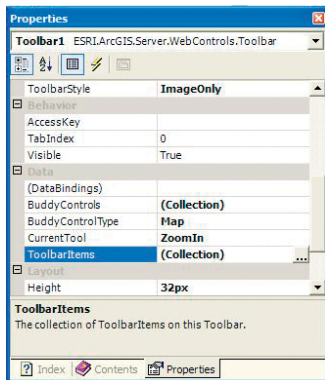 Properties
Toolbar1 ESRI.ArcGIS.Server.WebControls.Toolbar
ToolbarStyle ImageOnly
Behavior
AccessKey
TabIndex 0
Visible True
Data
(DataBindings)
BuddyControls (Collection)
BuddyControlType Map
CurrentTool ZoomIn
ToolbarItems (Collection) ...
Layout
Height 32px
ToolbarItems
The collection of ToolbarItems on this Toolbar.
Index Contents Properties